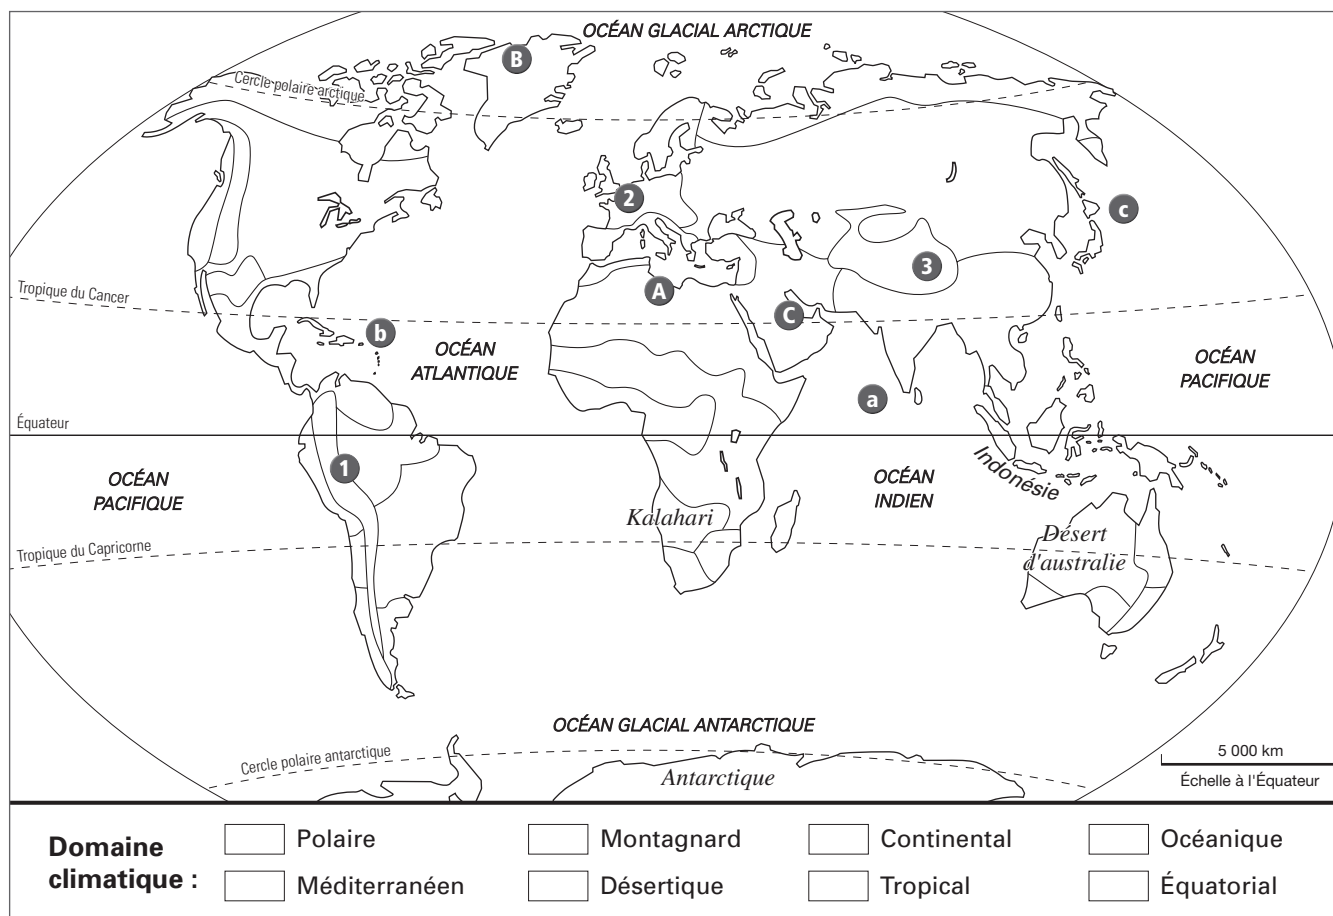 OCÉAN GLACIAL ARCTIQUE
B
Cercle polaire arctique
2
c
3
A
Tropique du Cancer
C
b
OCÉAN
ATLANTIQUE
OCÉAN
PACIFIQUE
a
Équateur
1
OCÉAN
PACIFIQUE
OCÉAN
INDIEN
Indonésie
Kalahari
Désert
d'australie
Tropique du Capricorne
OCÉAN GLACIAL ANTARCTIQUE
Cercle polaire antarctique
Antarctique
5 000 km
Échelle à l'Équateur
Domaine
climatique :
Polaire
Montagnard
Continental
Océanique
Méditerranéen
Désertique
Tropical
Équatorial